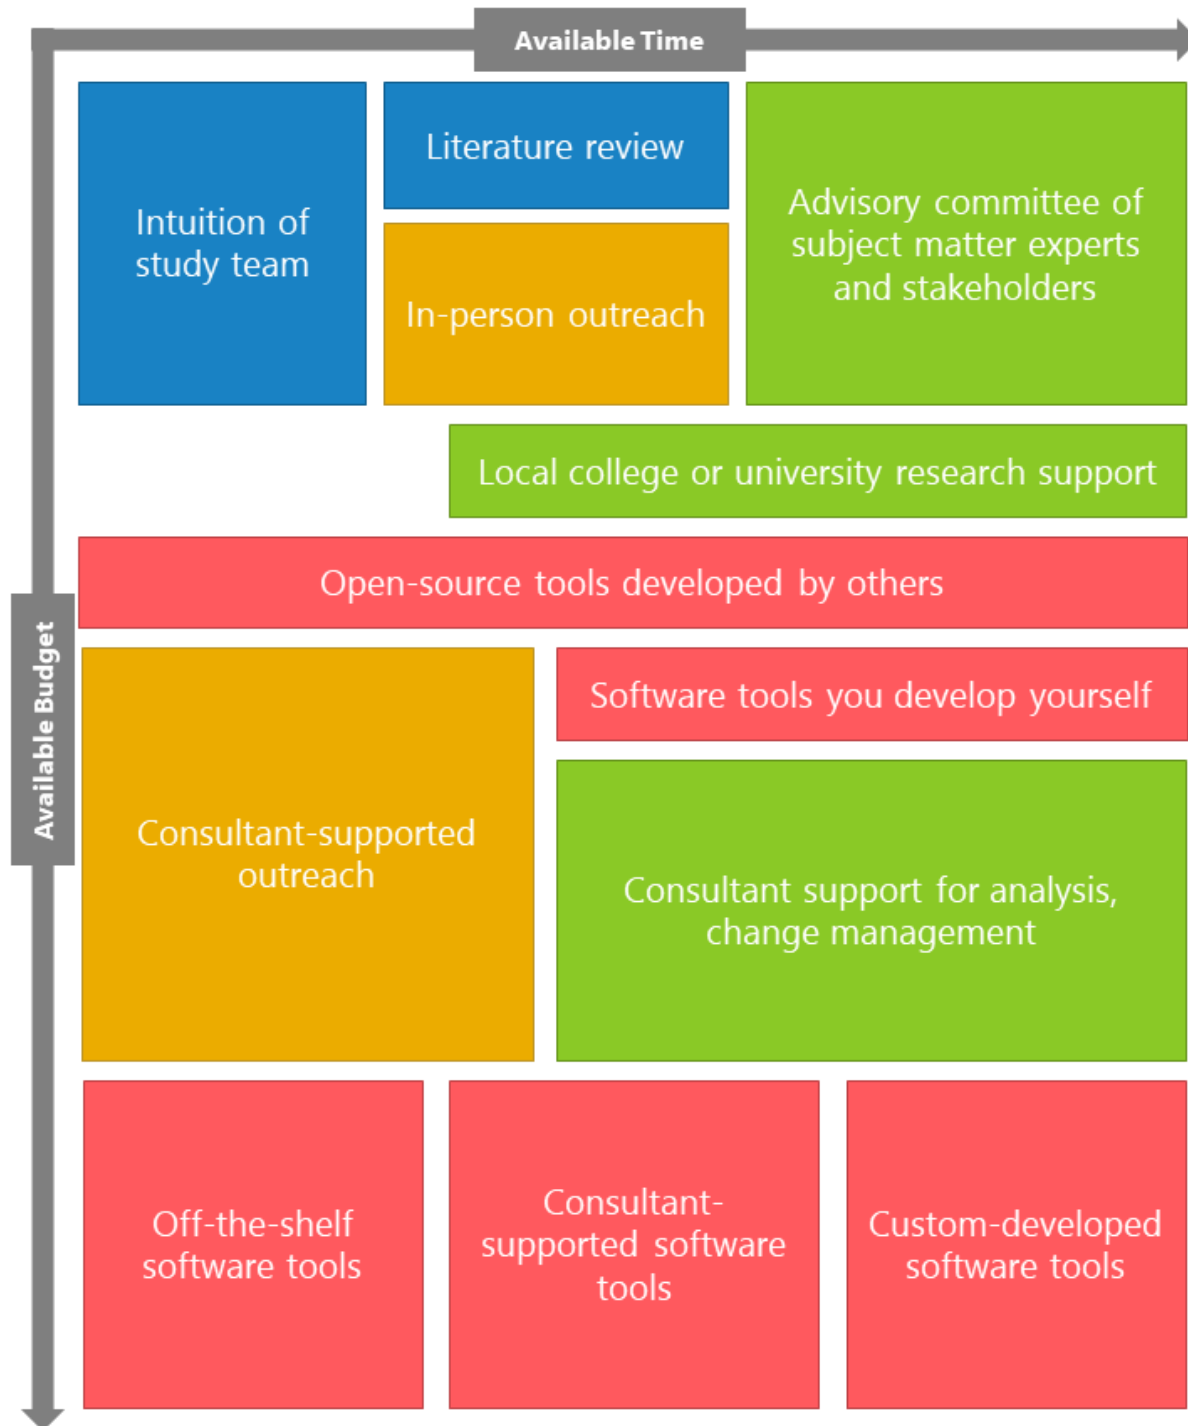 Available Time
Intuition of
study team
Literature review
In-person outreach
Advisory committee of
subject matter experts
and stakeholders
Local college or university research support
Open-source tools developed by others
Available Budget
Consultant-supported
outreach
Software tools you develop yourself
Consultant support for analysis,
change management
Off-the-shelf
software tools
Consultant-
supported software
tools
Custom-developed
software tools